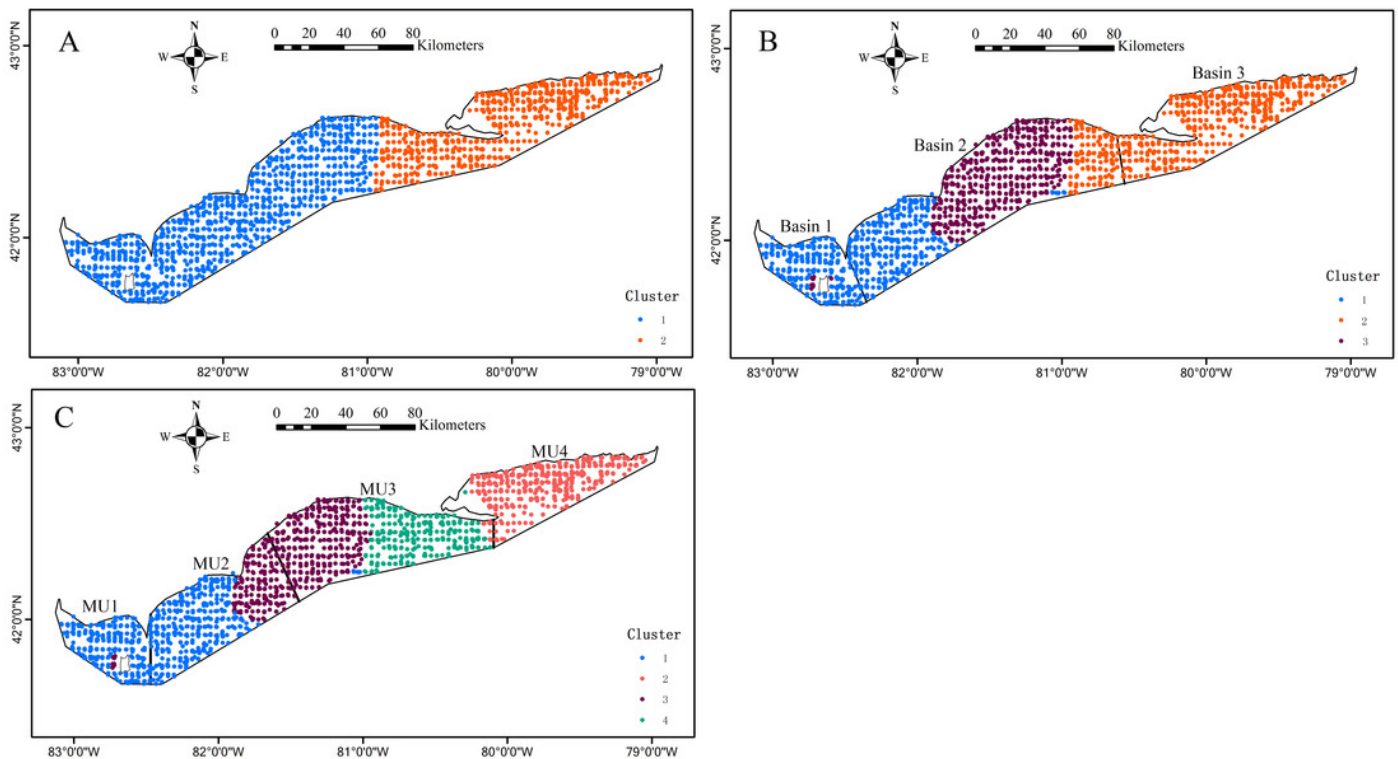 A
N
W E
S
0 20 40 60 80
Kilometers
43°0'0"N
42°0'0"N
Cluster
1
2
83°0'0"W 82°0'0"W 81°0'0"W 80°0'0"W 79°0'0"W
B
N
W E
S
0 20 40 60 80
Kilometers
43°0'0"N
42°0'0"N
Basin 3
Basin 2
Basin 1
Cluster
1
2
3
83°0'0"W 82°0'0"W 81°0'0"W 80°0'0"W 79°0'0"W
C
N
W E
S
0 20 40 60 80
Kilometers
43°0'0"N
42°0'0"N
MU4
MU3
MU2
MU1
Cluster
1
2
3
4
83°0'0"W 82°0'0"W 81°0'0"W 80°0'0"W 79°0'0"W